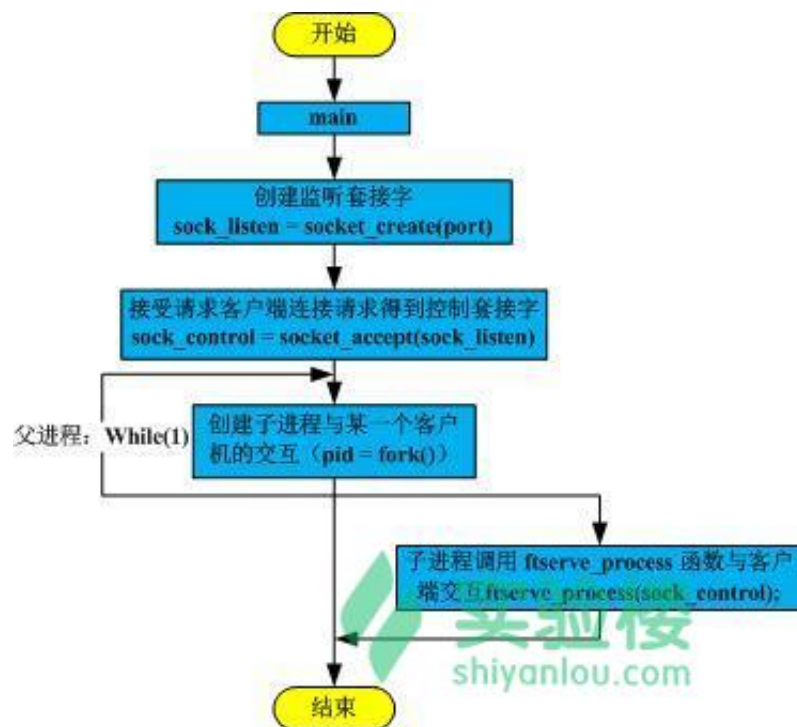 开始
main
创建监听套接字
sock_listen = socket_create(port)
接受请求客户端连接请求得到控制套接字
sock_control = socket_accept(sock_listen)
父进程：While(1)
创建子进程与某一个客户
机的交互（pid = fork()）
子进程调用 ftserve_process 函数与客户
端交互ftserve_process(sock_control);
实验楼
shiyanlou.com
结束